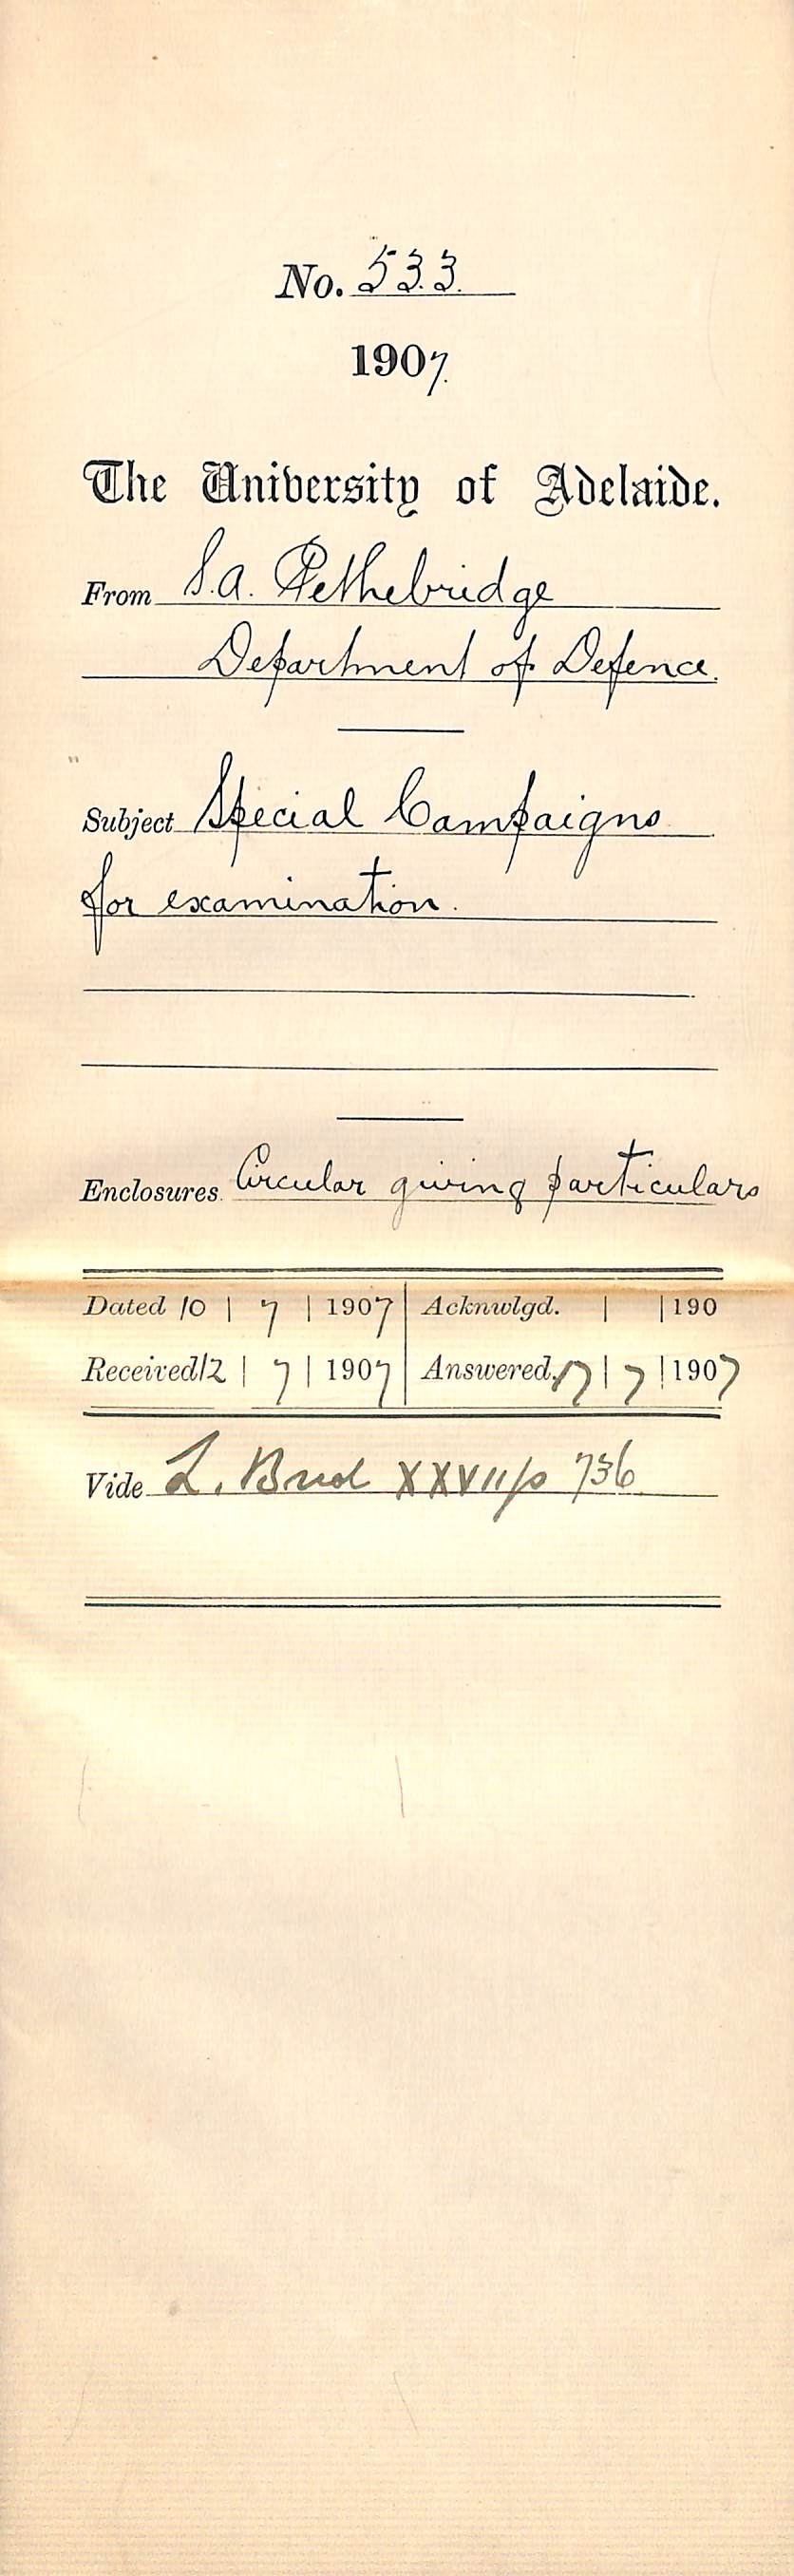 No. 533.
1907.
The University of Adelaide.
From S.A. Pethebridge
Department of Defence.
Subject Special Campaigns
for examination.
Enclosures Circular giving particulars
Dated 10 | 7 | 1907 Acknwlgd. | | 190
Received 12 | 7 | 1907 Answered. 17 | 7 | 1907
Vide L. XXVII/p 736